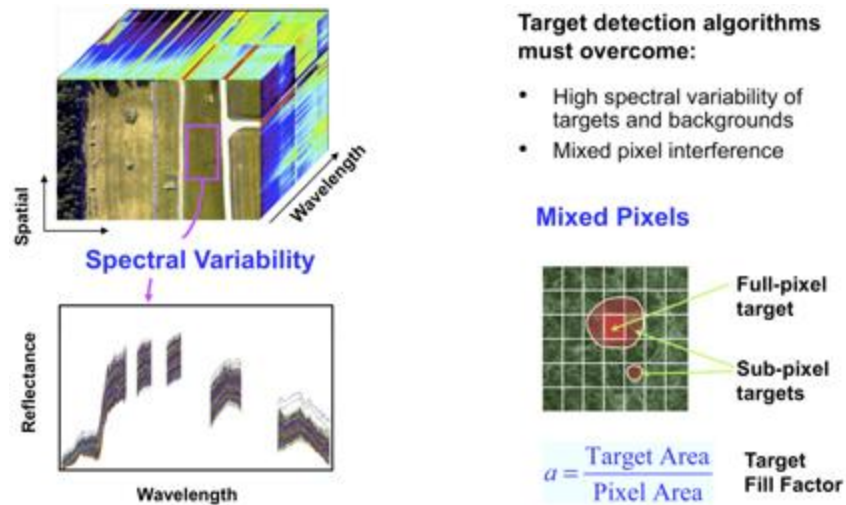 Spatial
Wavelength
Spectral Variability
Reflectance
Wavelength
Target detection algorithms
must overcome:
• High spectral variability of
targets and backgrounds
• Mixed pixel interference
Mixed Pixels
Full-pixel
target
Sub-pixel
targets
a = Target Area / Pixel Area
Target
Fill Factor